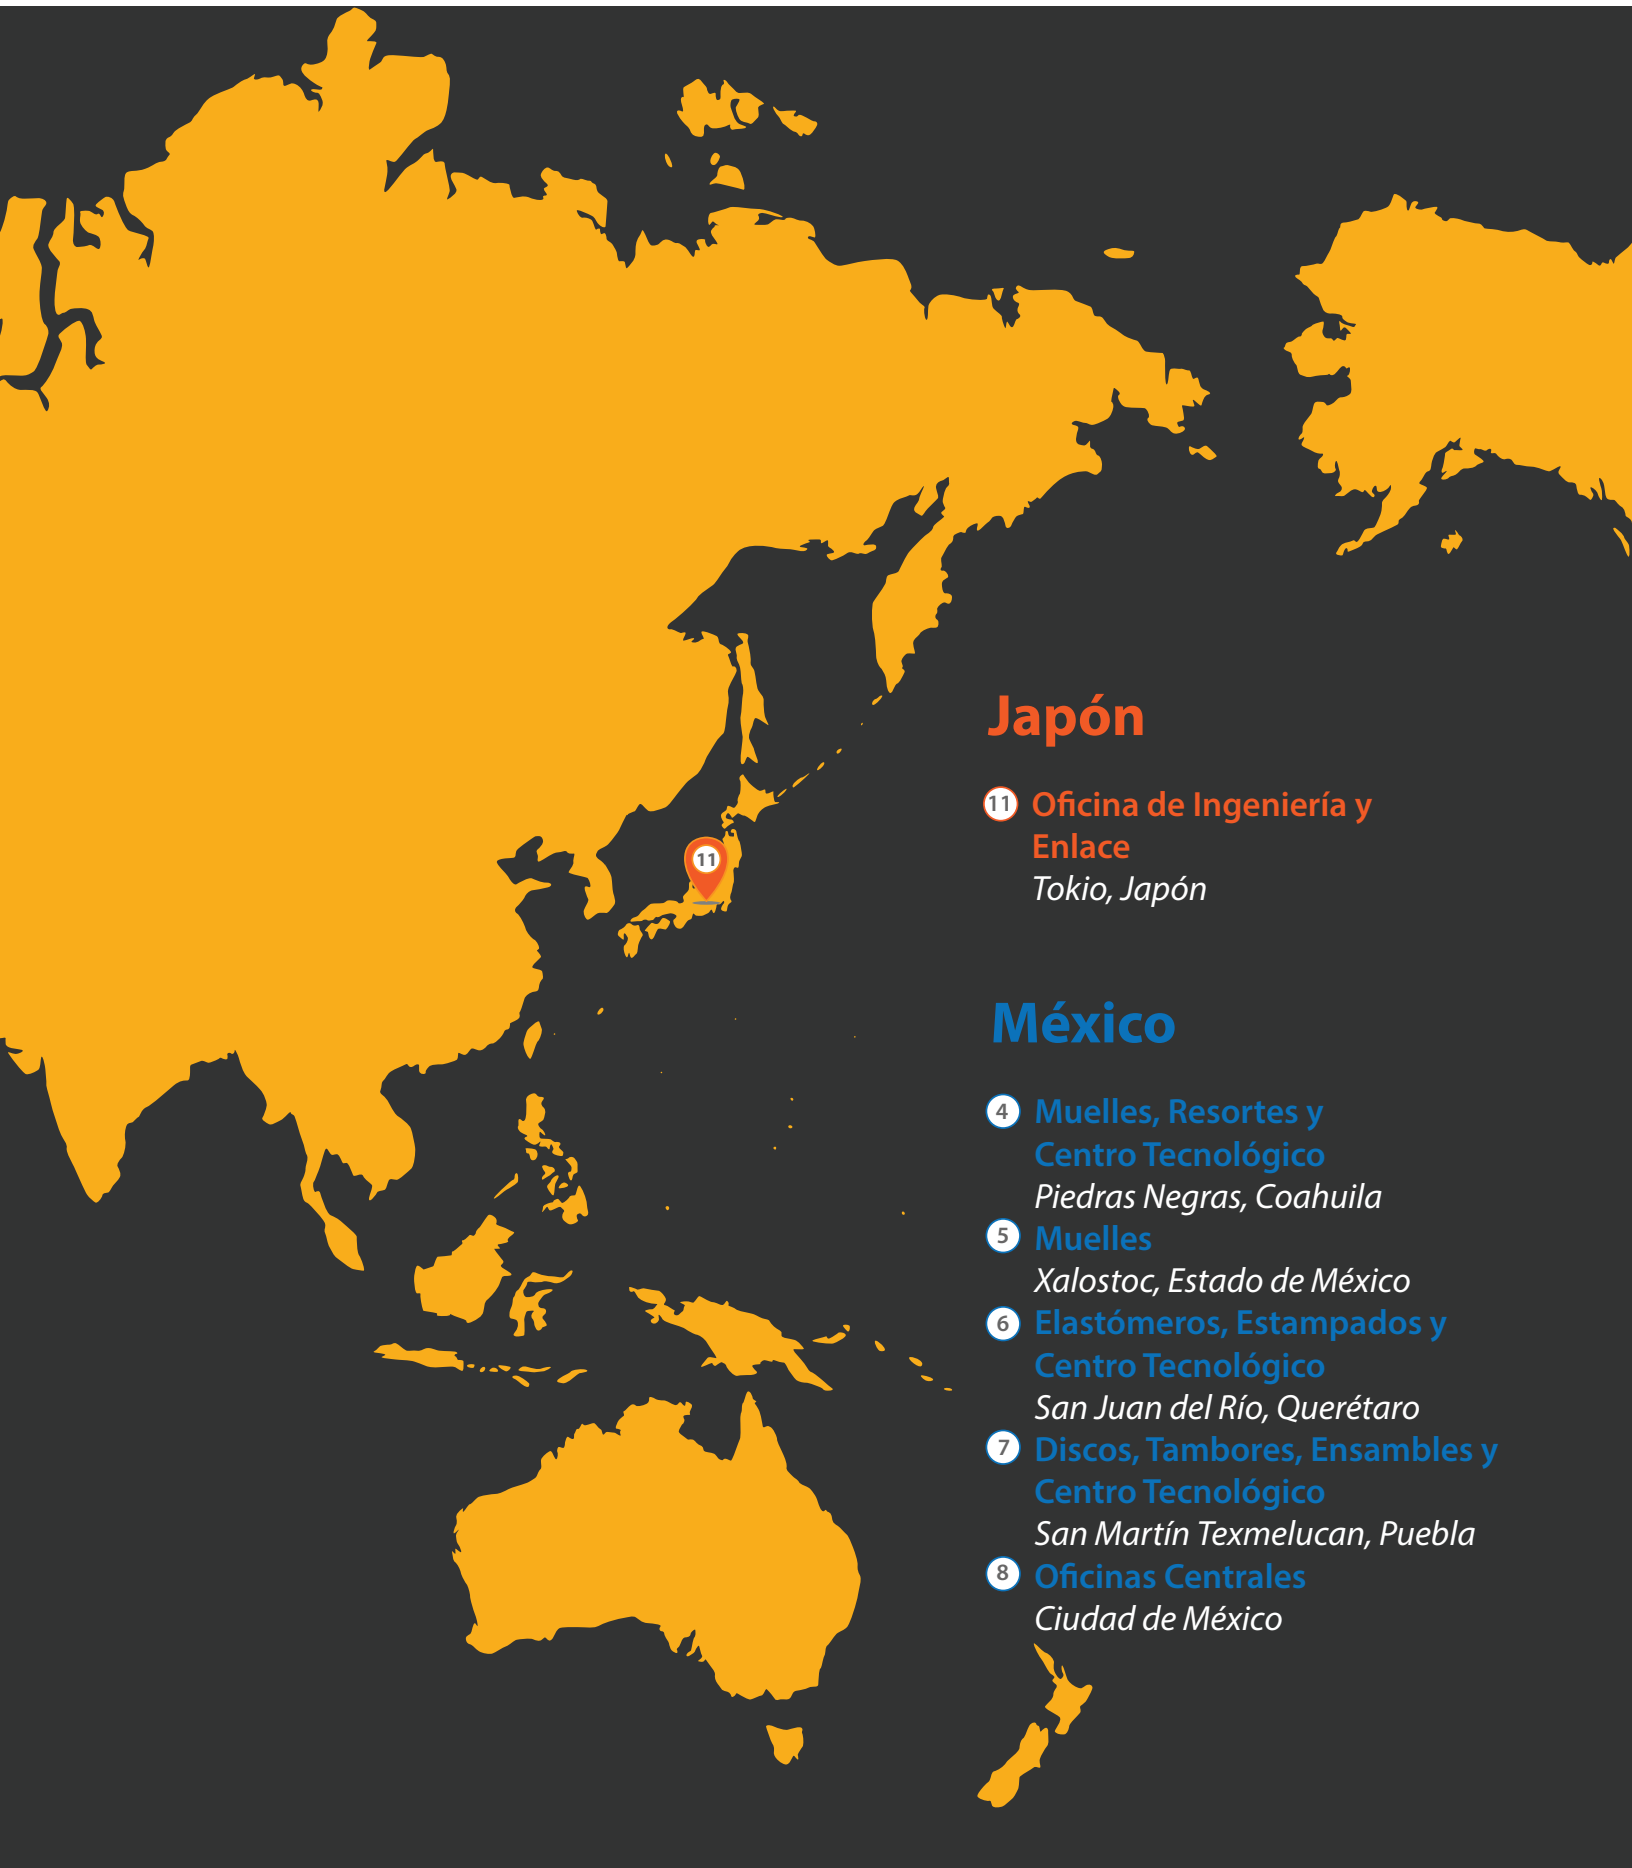 Japón
11 Oficina de Ingeniería y
Enlace
Tokio, Japón
11
México
4 Muelles, Resortes y
Centro Tecnológico
Piedras Negras, Coahuila
5 Muelles
Xalostoc, Estado de México
6 Elastómeros, Estampados y
Centro Tecnológico
San Juan del Río, Querétaro
7 Discos, Tambores, Ensambles y
Centro Tecnológico
San Martín Texmelucan, Puebla
8 Oficinas Centrales
Ciudad de México